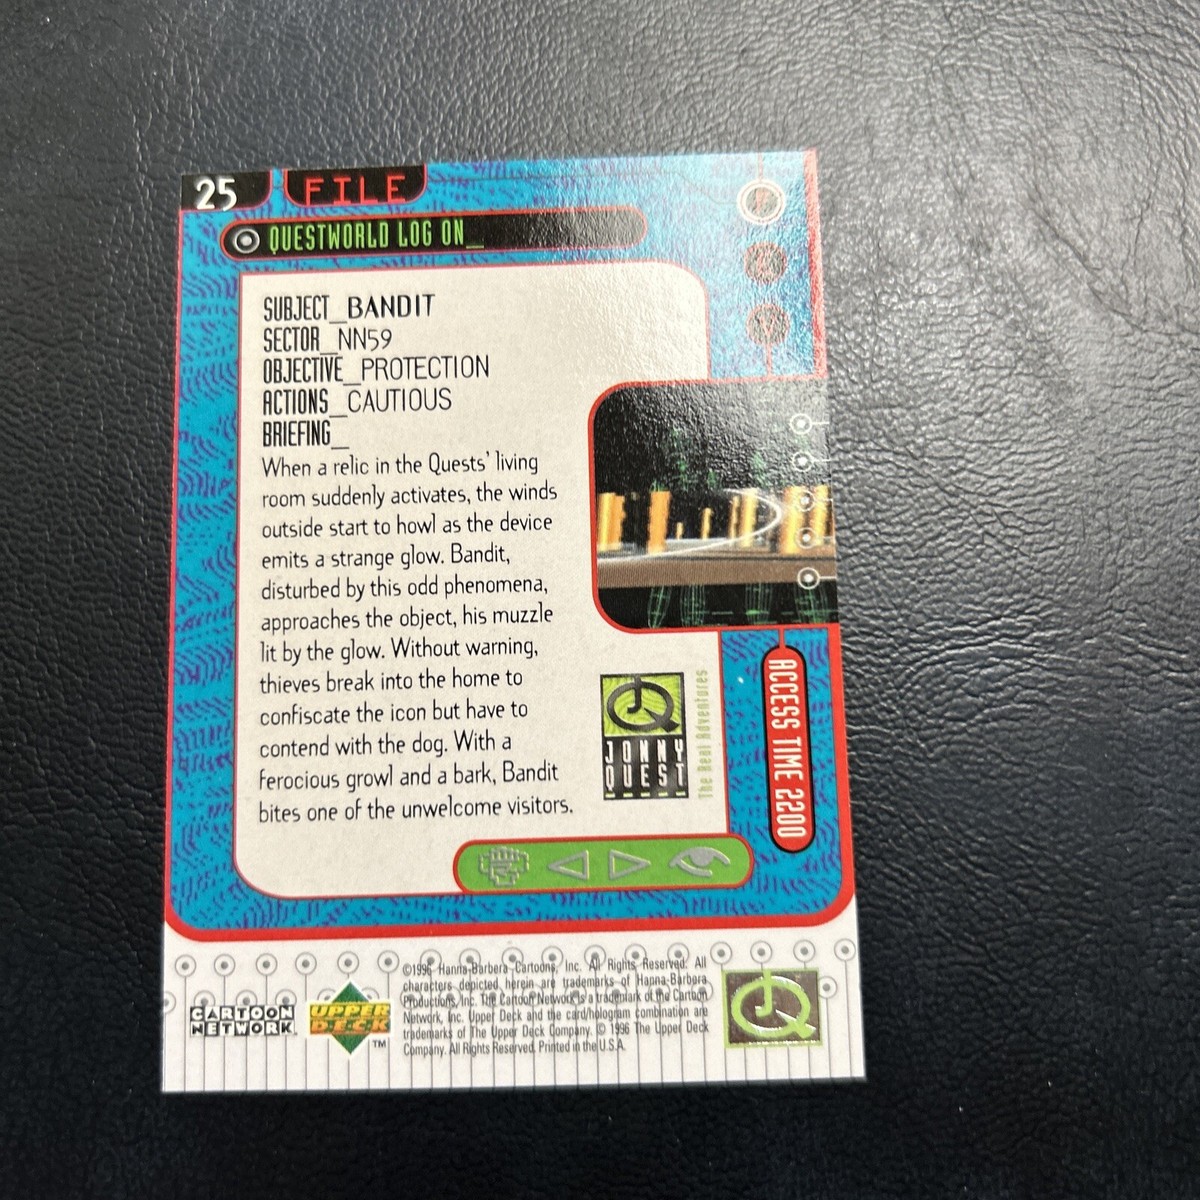 25
FILE
QUESTWORLD LOG ON_
SUBJECT_BANDIT
SECTOR_NN59
OBJECTIVE_PROTECTION
ACTIONS_CAUTIOUS
BRIEFING_
When a relic in the Quests' living
room suddenly activates, the winds
outside start to howl as the device
emits a strange glow. Bandit,
disturbed by this odd phenomena,
approaches the object, his muzzle
lit by the glow. Without warning,
thieves break into the home to
confiscate the icon but have to
contend with the dog. With a
ferocious growl and a bark, Bandit
bites one of the unwelcome visitors.
JQ
JONNY
QUEST
The Real Adventures
ACCESS TIME 2200
CARTOON
NETWORK
UPPER
DECK
TM
©1996 Hanna-Barbera Cartoons, Inc. All Rights Reserved. All
characters depicted herein are trademarks of Hanna-Barbera
Productions, Inc. The Cartoon Network is a trademark of the Cartoon
Network, Inc. Upper Deck and the card/hologram combination are
trademarks of The Upper Deck Company. © 1996 The Upper Deck
Company. All Rights Reserved. Printed in the U.S.A.
JQ